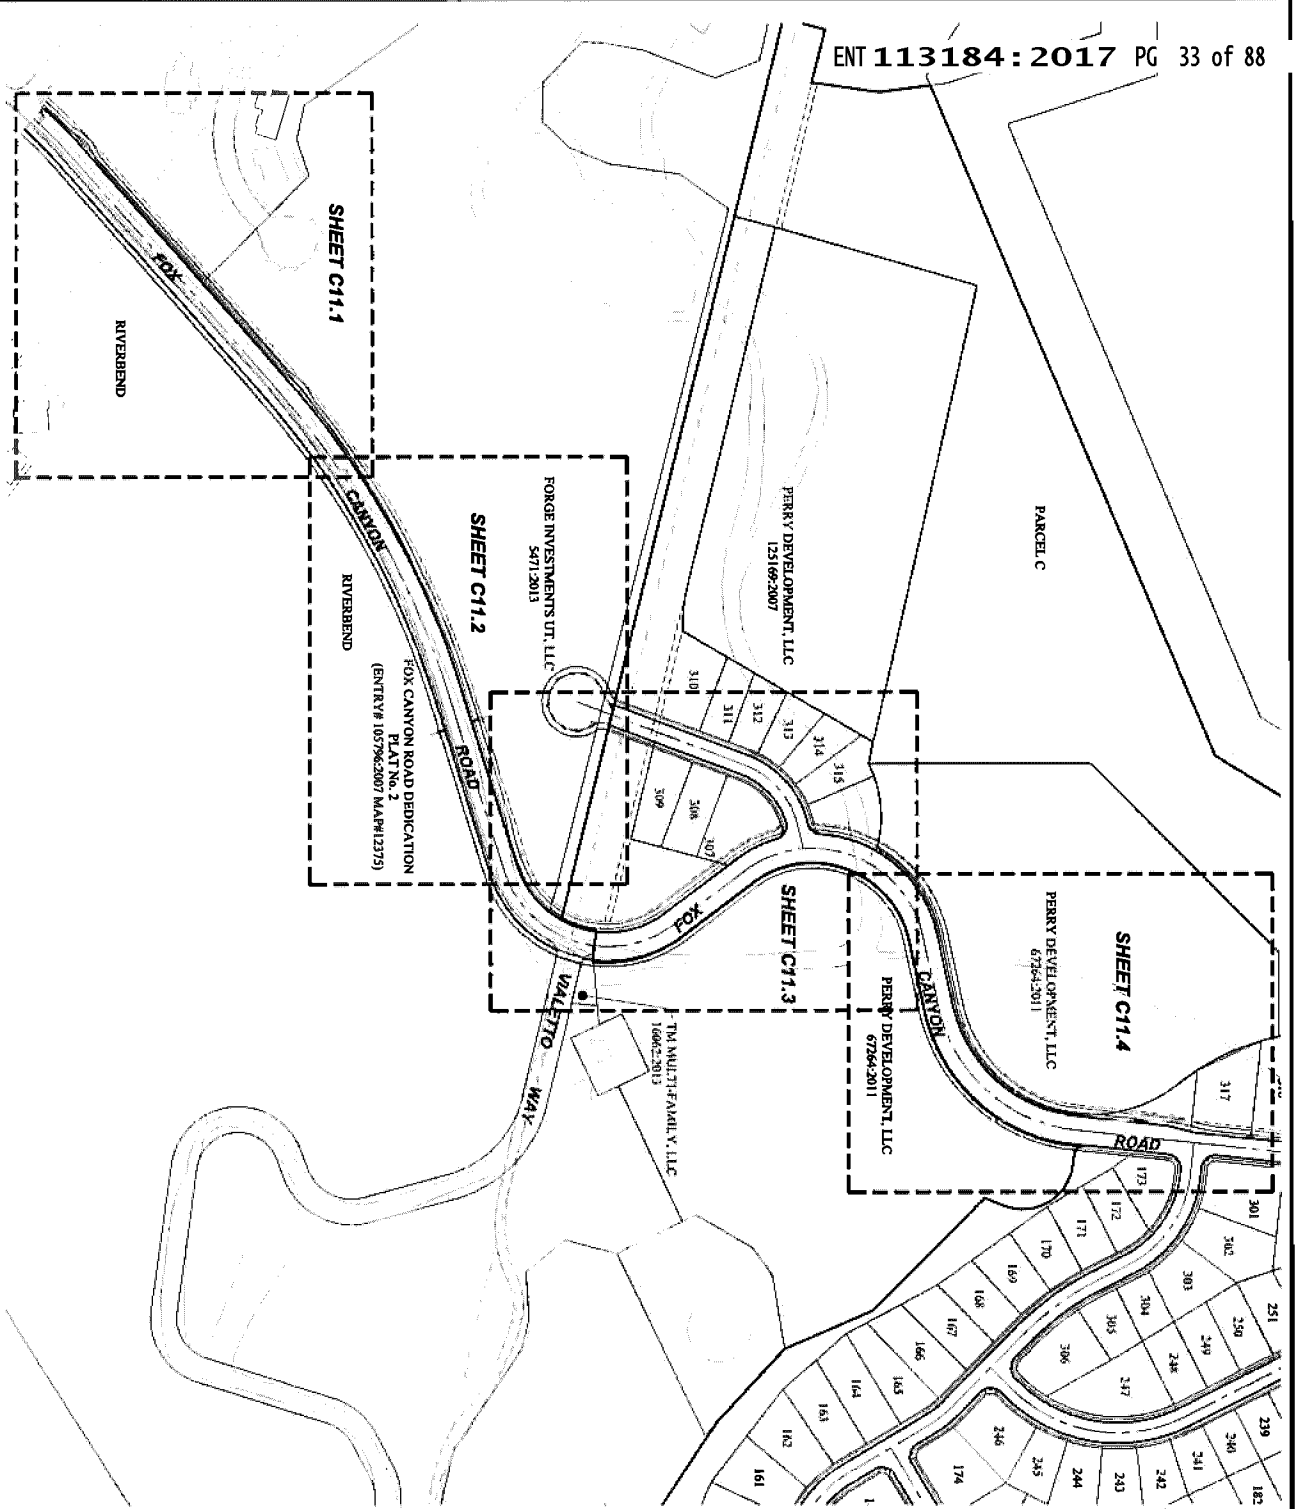 ENT 113184:2017 PG 33 of 88
SHEET C11.1
FOX
RIVERBEND
CANYON
SHEET C11.2
FORGE INVESTMENTS UT, LLC
5471:2013
RIVERBEND
FOX CANYON ROAD DEDICATION
PLAT No. 2
(ENTRY# 105796:2007 MAP#12375)
ROAD
PERRY DEVELOPMENT, LLC
125169:2007
PARCEL C
310
311
312
313
314
315
309
308
307
FOX
SHEET C11.3
VIALETTO
WAY
TM MULTI-FAMILY, LLC
16062:2013
CANYON
PERRY DEVELOPMENT, LLC
67264:2011
PERRY DEVELOPMENT, LLC
67264:2011
SHEET C11.4
317
ROAD
173
172
171
170
169
168
167
166
165
164
163
162
161
301
302
303
304
305
306
251
250
249
248
247
246
245
244
243
242
241
240
239
182
174